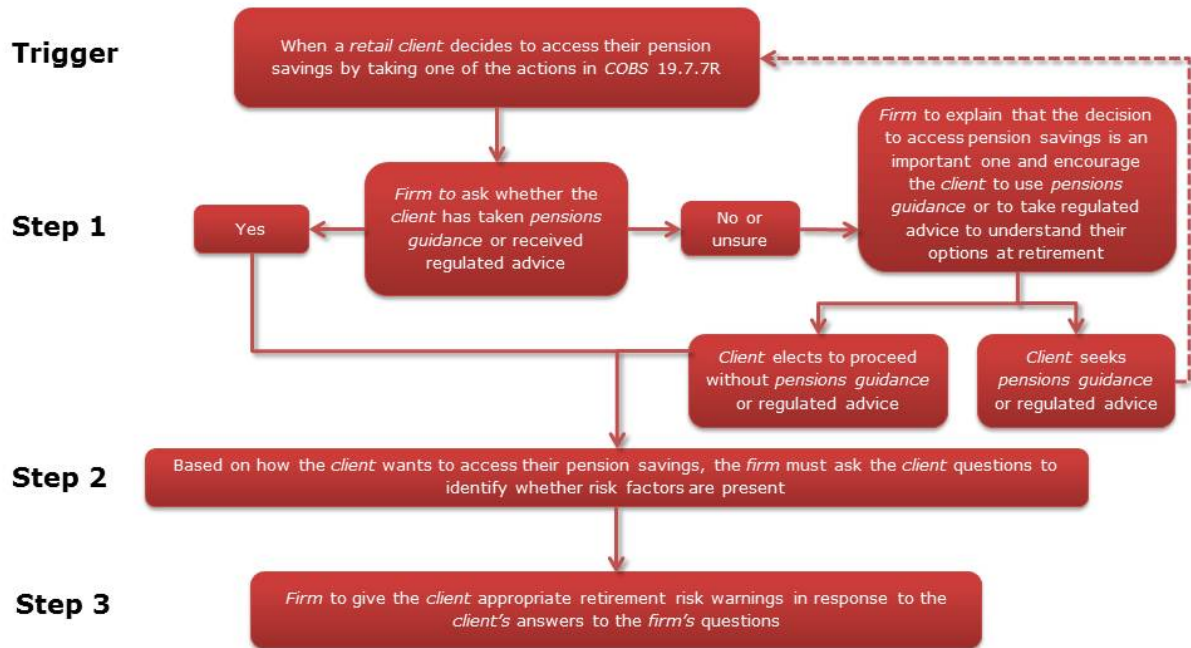 Trigger
When a retail client decides to access their pension
savings by taking one of the actions in COBS 19.7.7R
Step 1
Yes
Firm to ask whether the
client has taken pensions
guidance or received
regulated advice
No or
unsure
Firm to explain that the decision
to access pension savings is an
important one and encourage
the client to use pensions
guidance or to take regulated
advice to understand their
options at retirement
Client elects to proceed
without pensions guidance
or regulated advice
Client seeks
pensions guidance
or regulated advice
Step 2
Based on how the client wants to access their pension savings, the firm must ask the client questions to
identify whether risk factors are present
Step 3
Firm to give the client appropriate retirement risk warnings in response to the
client's answers to the firm's questions